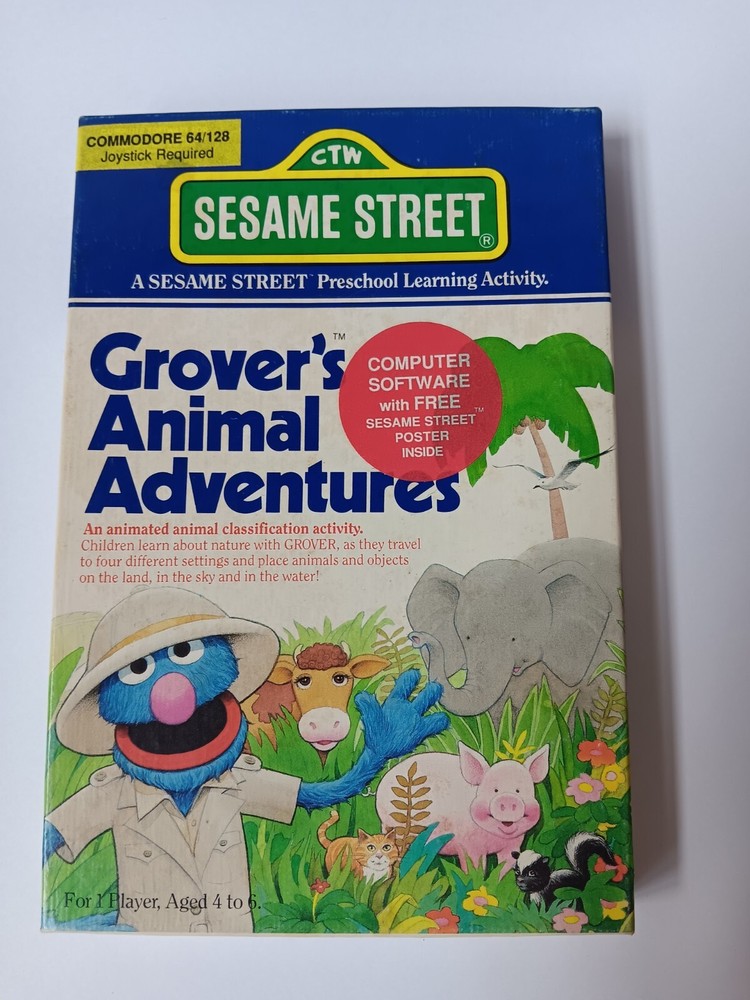 COMMODORE 64/128
Joystick Required
CTW
SESAME STREET®
A SESAME STREET™ Preschool Learning Activity.
Grover's™
Animal
Adventures
COMPUTER
SOFTWARE
with FREE
SESAME STREET™
POSTER
INSIDE
An animated animal classification activity.
Children learn about nature with GROVER, as they travel
to four different settings and place animals and objects
on the land, in the sky and in the water!
For 1 Player, Aged 4 to 6.